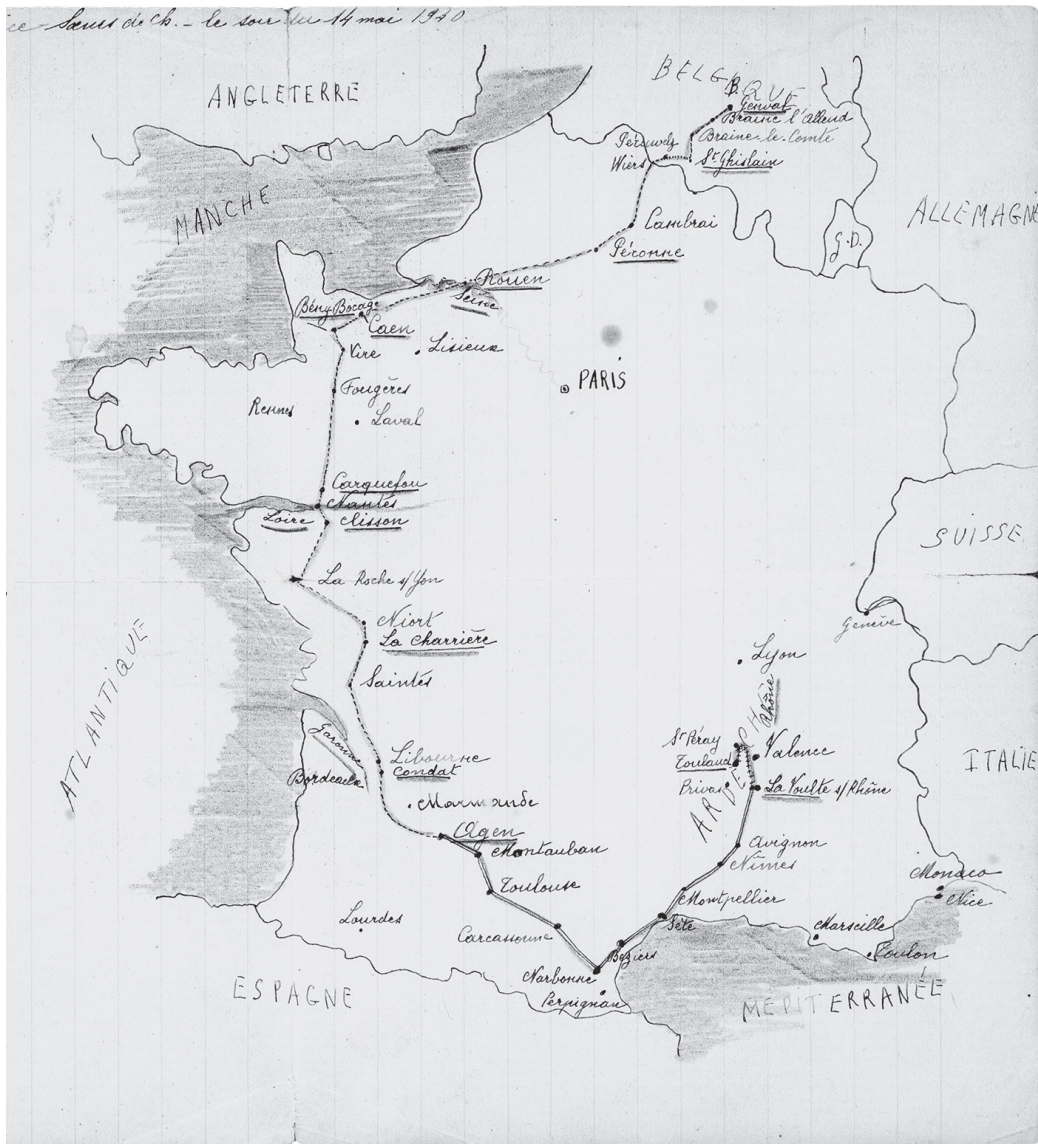 ce - Sœurs de ch. - le soir du 14 mai 1940
BELGIQUE
ANGLETERRE
B.
Genval
Braine l'Alleud
Braine-le-Comte
Wiers
St Ghislain
MANCHE
ALLEMAGNE
Cambrai
G.D.
Péronne
Rouen
Seine
Bény-Bocage
Caen
Vire
Lisieux
PARIS
Fougères
Rennes
Laval
Carquefou
Nantes
Loire
Clisson
SUISSE
La Roche s/Yon
Niort
Genève
La Charrière
ATLANTIQUE
Lyon
Saintes
Rhône
Garonne
St Péray
Valence
Libourne
Toulaud
ITALIE
Condat
Bordeaux
Privas
La Voulte s/Rhône
ARDÈPHE
Marmande
Agen
Avignon
Montauban
Nîmes
Monaco
Toulouse
Montpellier
Nice
Lourdes
Sète
Marseille
Carcassonne
Béziers
Toulon
Narbonne
ESPAGNE
Perpignan
MEDITERRANÉE